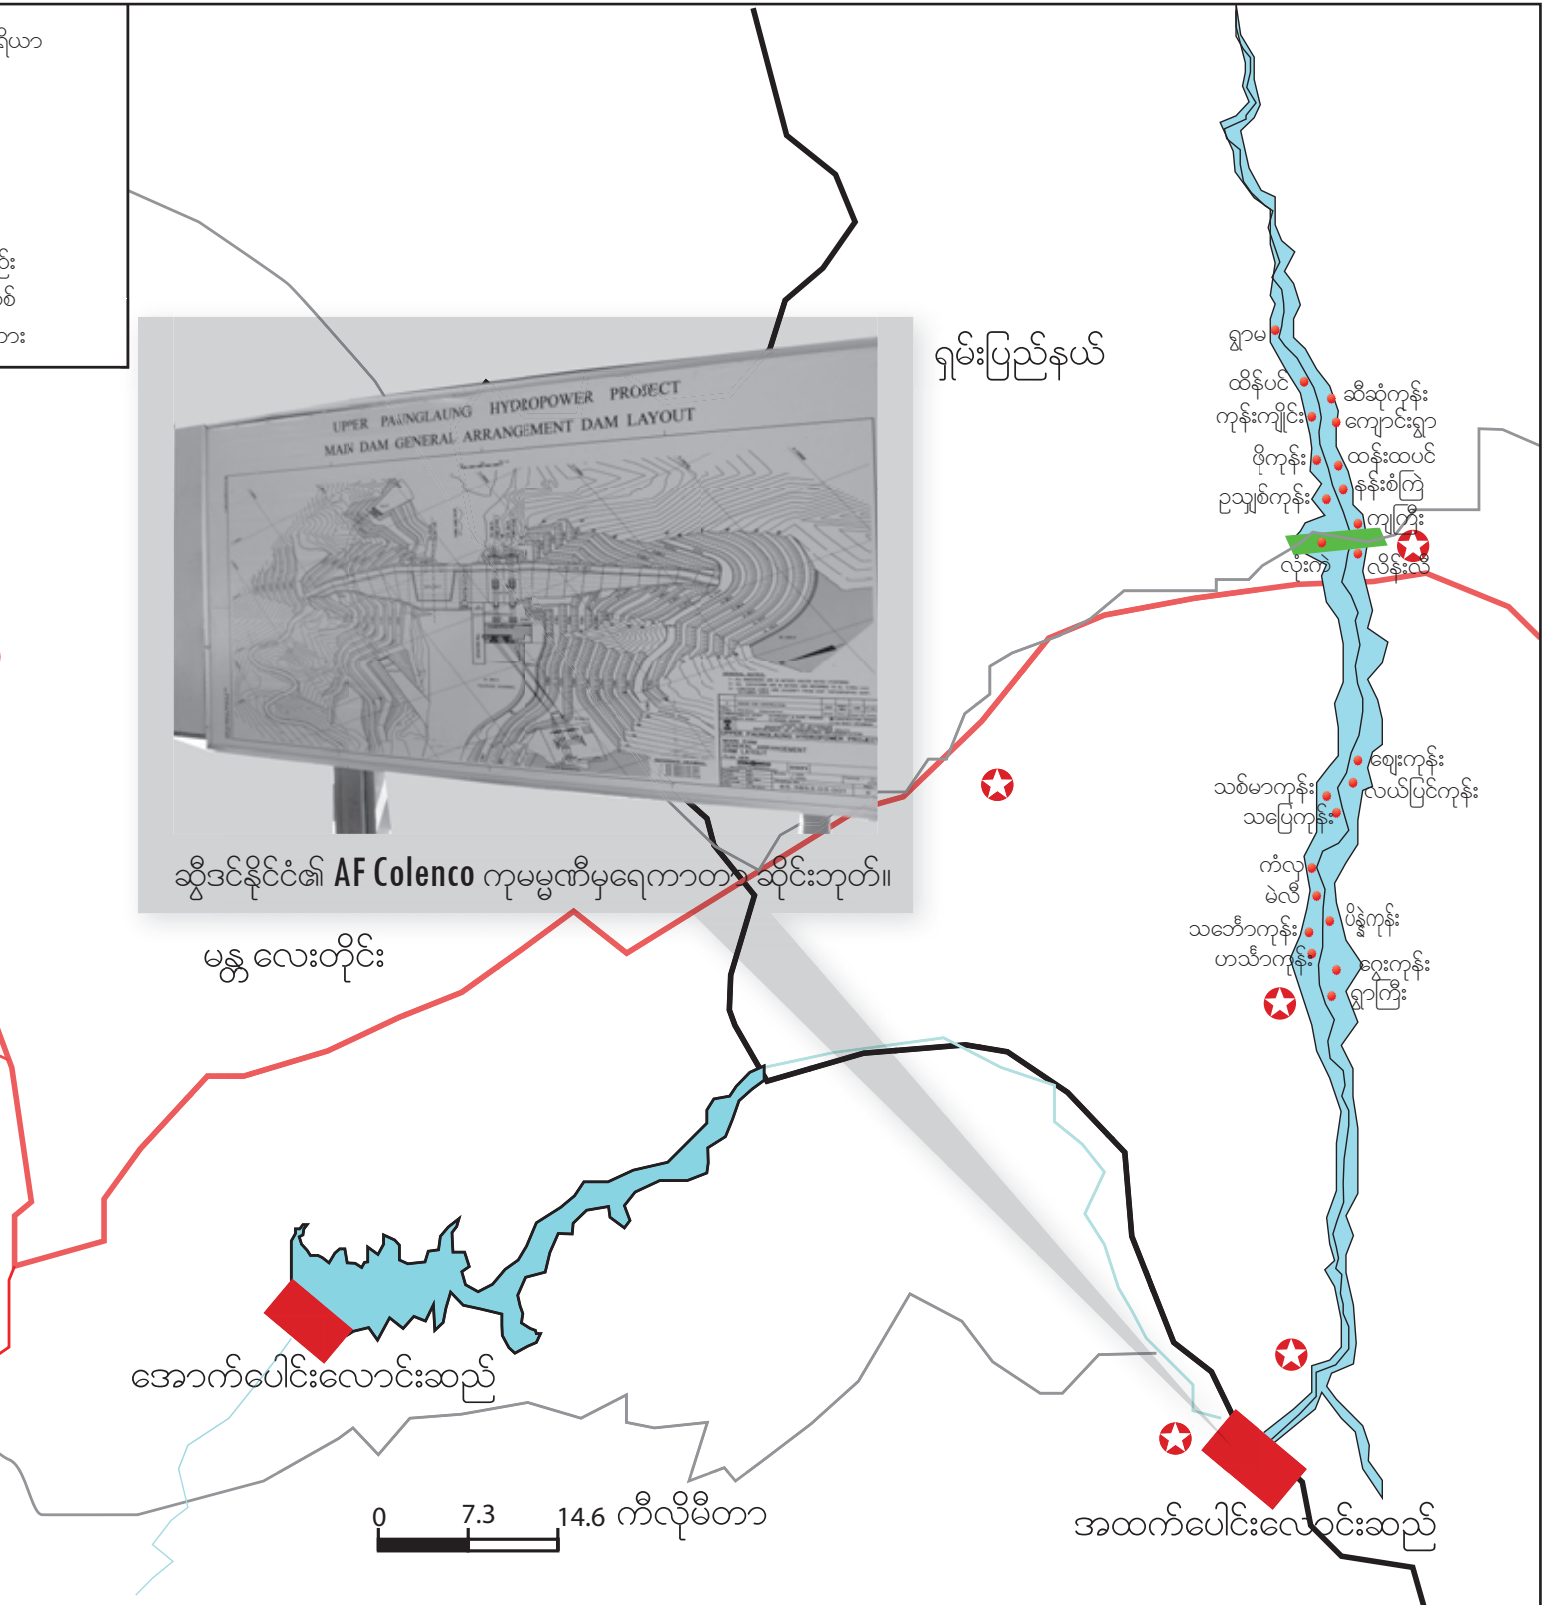 ရှမ်းပြည်နယ်
UPPER PAUNGLAUNG HYDROPOWER PROJECT
MAIN DAM GENERAL ARRANGEMENT DAM LAYOUT
ဆွီဒင်နိုင်ငံ၏ AF Colenco ကုမမ္ပဏီမှရေကာတာ ဆိုင်းဘုတ်။
မန္တလေးတိုင်း
ရွာမ
ထိန်ပင်
ဆီဆုံကုန်း
ကုန်းကျိုင်း
ကျောင်းရွာ
ဖိုကုန်း
ထန်းထပင်
နန်းစံကြဲ
ဥသျှစ်ကုန်း
ကျကြီး
လုံးက
လိန်းလီ
ဈေးကုန်း
သစ်မာကုန်း
လယ်ပြင်ကုန်း
သပြေကုန်း
ကံလှ
မဲလီ
ပိန္နဲကုန်း
သင်္ဘောကုန်း
ဟင်္သာကုန်း
ဂွေးကုန်း
ရွာကြီး
အောက်ပေါင်းလောင်းဆည်
0 7.3 14.6 ကီလိုမီတာ
အထက်ပေါင်းလောင်းဆည်